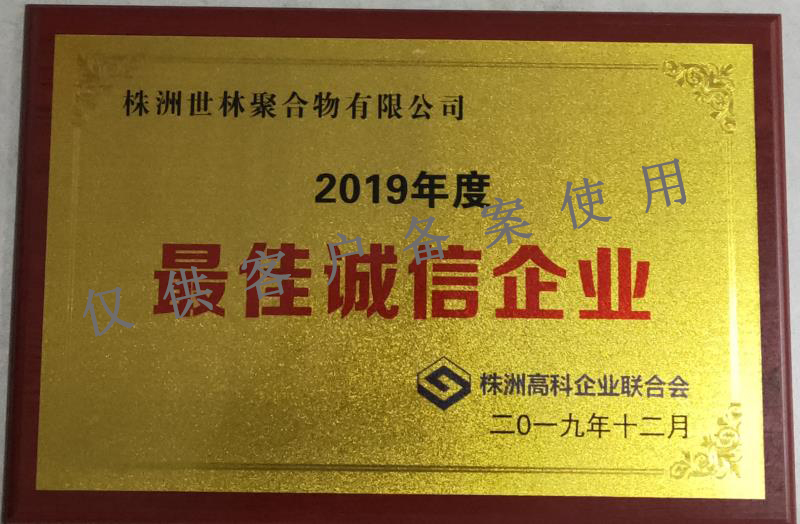 株洲世林聚合物有限公司
2019年度
最佳诚信企业
仅供客户备案使用
株洲高科企业联合会
二0一九年十二月